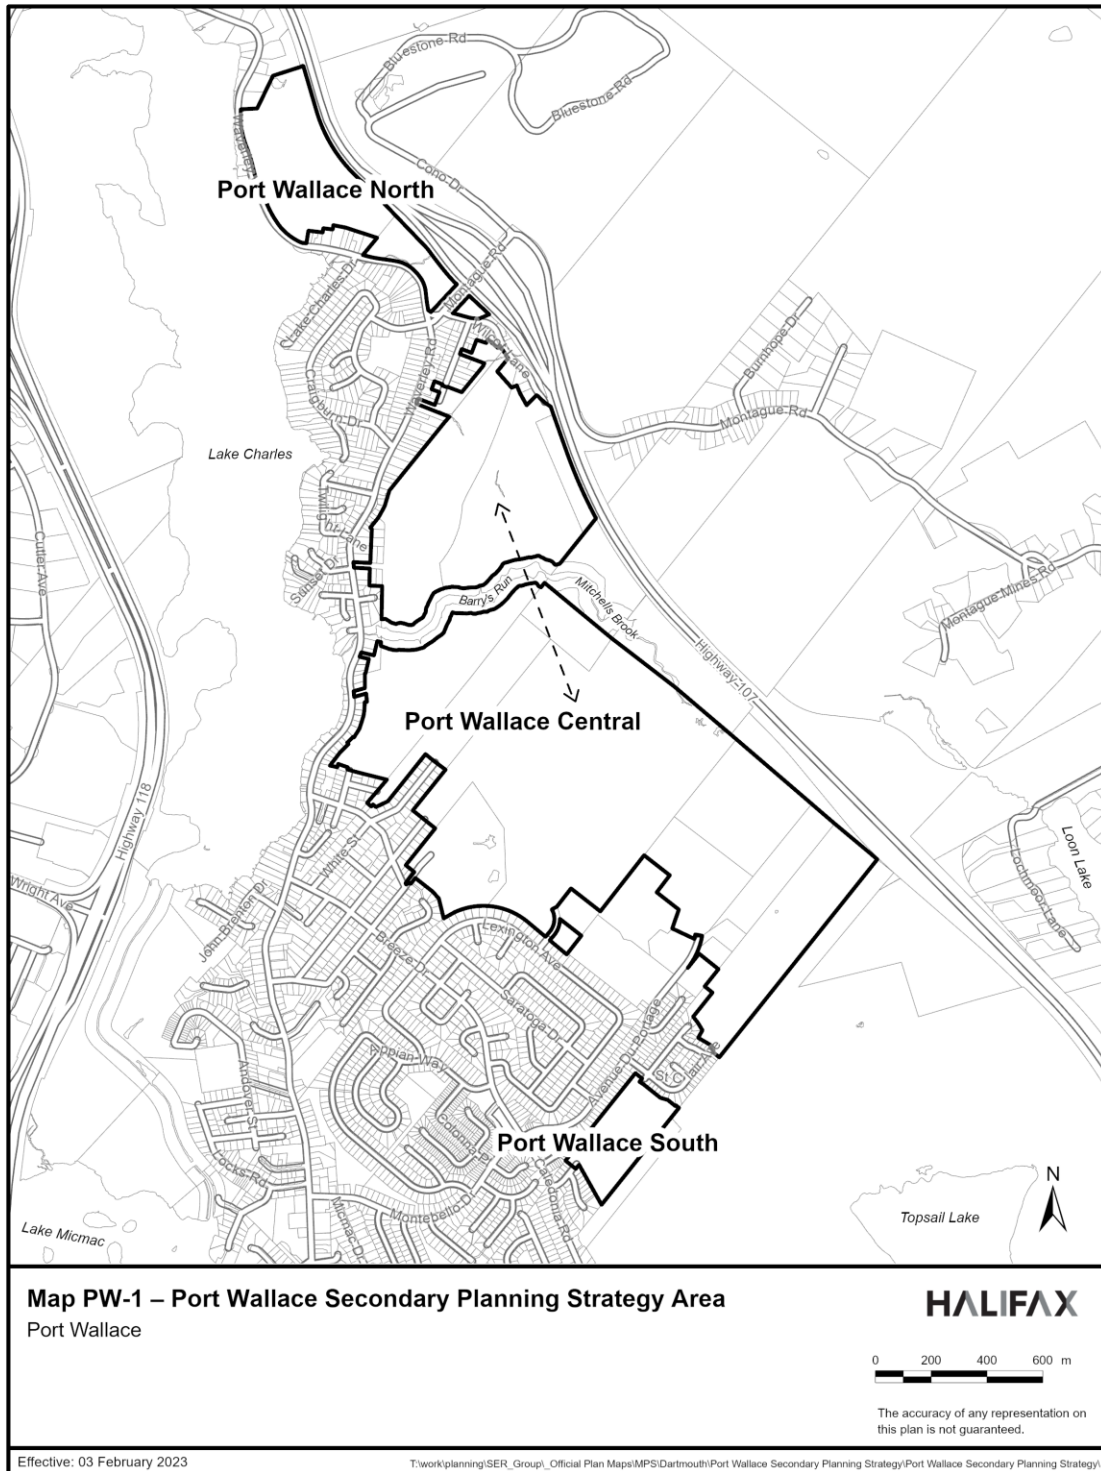 Bluestone Rd
Bluestone Rd
Waverley
Cono Dr
Port Wallace North
Montague Rd
Lake Charles Dr
Wilcot Lane
Burnhope Dr
Waverley Rd
Craigburn Dr
Montague Rd
Lake Charles
Twilight Lane
Cutler Ave
Sunset Dr
Barry's Run
Mitchells Brook
Montague Mines Rd
Highway 107
Port Wallace Central
Highway 118
White St
Loon Lake
Lochmoor Lane
Wright Ave
John Brenton Dr
Breeze Dr
Lexington Ave
Saratoga Dr
Avenue Du Portage
Appian Way
St Clair Ave
Andover St
Colonna Pl
Port Wallace South
Locks Rd
Caledonia Rd
Micmac Dr
Montebello Dr
N
Topsail Lake
Lake Micmac
Map PW-1 – Port Wallace Secondary Planning Strategy Area
Port Wallace
HALIFAX
0 200 400 600 m
The accuracy of any representation on
this plan is not guaranteed.
Effective: 03 February 2023
T:\work\planning\SER_Group\_Official Plan Maps\MPS\Dartmouth\Port Wallace Secondary Planning Strategy\Port Wallace Secondary Planning Strategy\